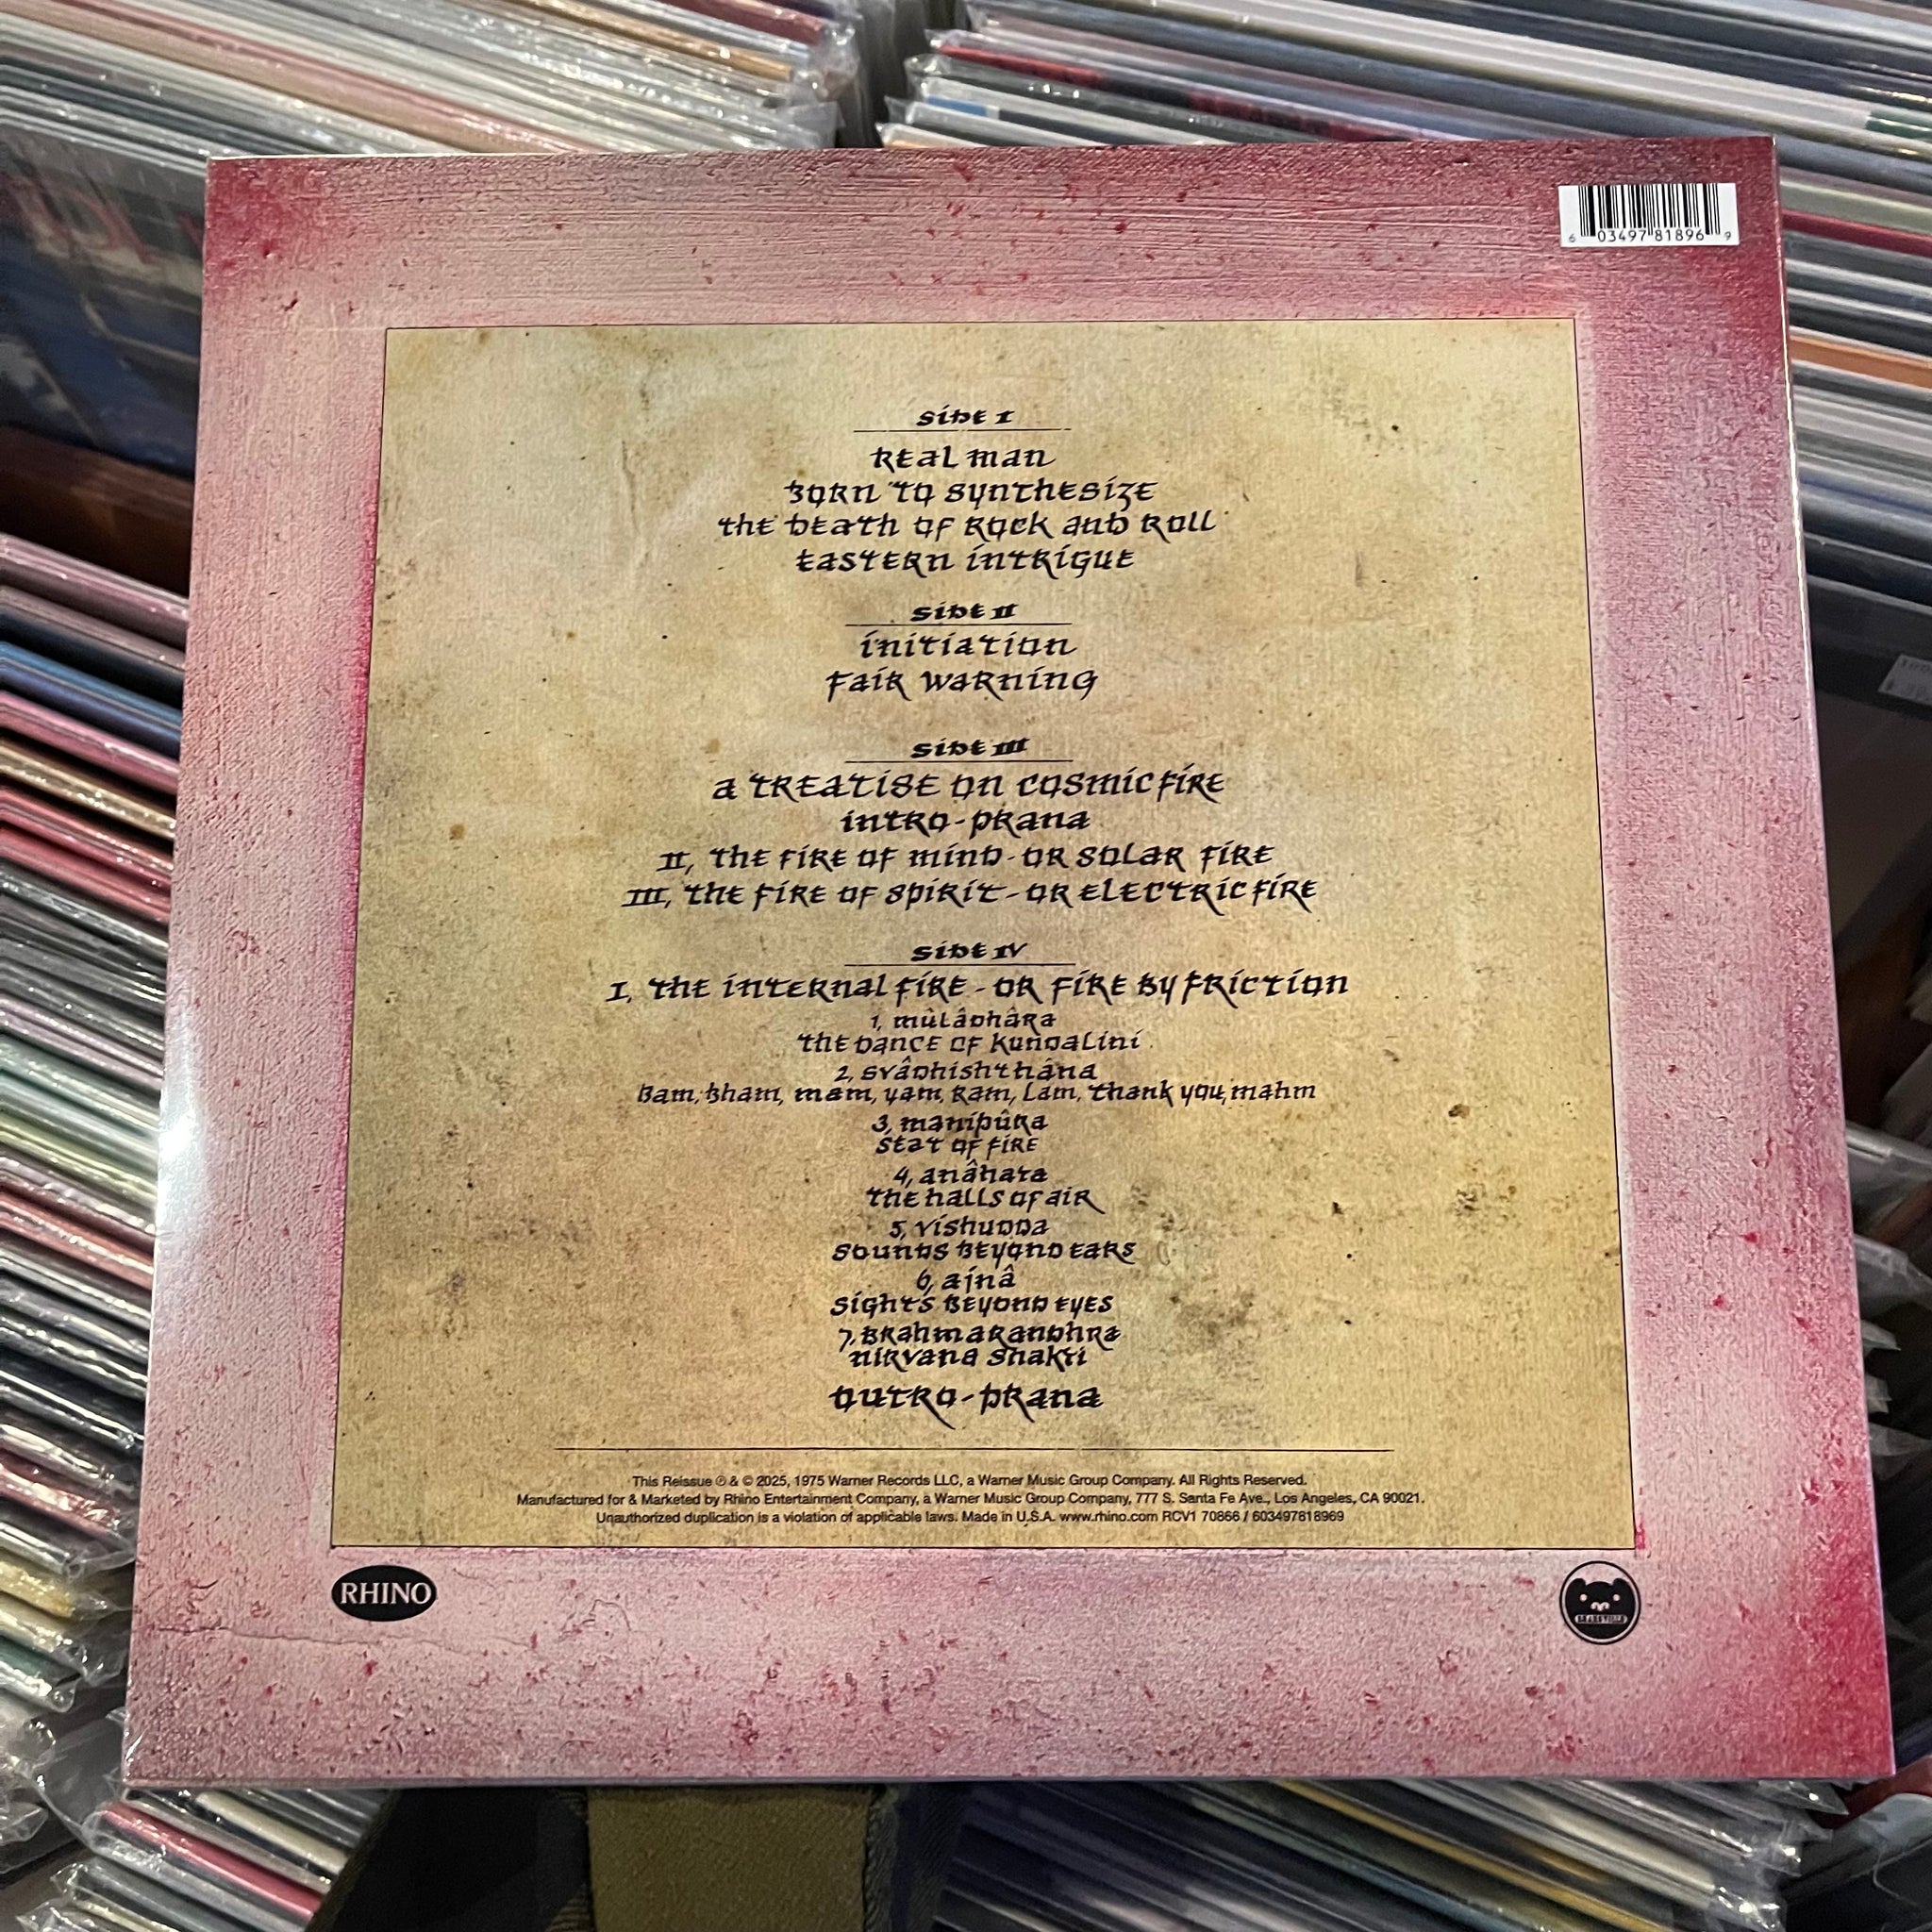 6 03497 81896 9
Side I
Real Man
Born To Synthesize
The Death Of Rock And Roll
Eastern Intrigue
Side II
Initiation
Fair Warning
Side III
A Treatise On Cosmic Fire
Intro - Prana
II, The Fire Of Mind - Or Solar Fire
III, The Fire Of Spirit - Or Electric Fire
Side IV
I, The Internal Fire - Or Fire By Friction
1, Mûlâdhâra
The Dance Of Kundalini
2, Svâdhishthâna
Bam, Bham, Mam, Yam, Ram, Lam, Thank You, Mahm
3, Manipûra
Seat Of Fire
4, Anâhata
The Halls Of Air
5, Vishudda
Sounds Beyond Ears
6, Ajnâ
Sights Beyond Eyes
7, Brahmarandhra
Nirvana Shakti
Outro - Prana
This Reissue ℗ & © 2025, 1975 Warner Records LLC, a Warner Music Group Company. All Rights Reserved.
Manufactured for & Marketed by Rhino Entertainment Company, a Warner Music Group Company, 777 S. Santa Fe Ave., Los Angeles, CA 90021.
Unauthorized duplication is a violation of applicable laws. Made in U.S.A. www.rhino.com RCV1 70866 / 603497818969
RHINO
BEARSVILLE